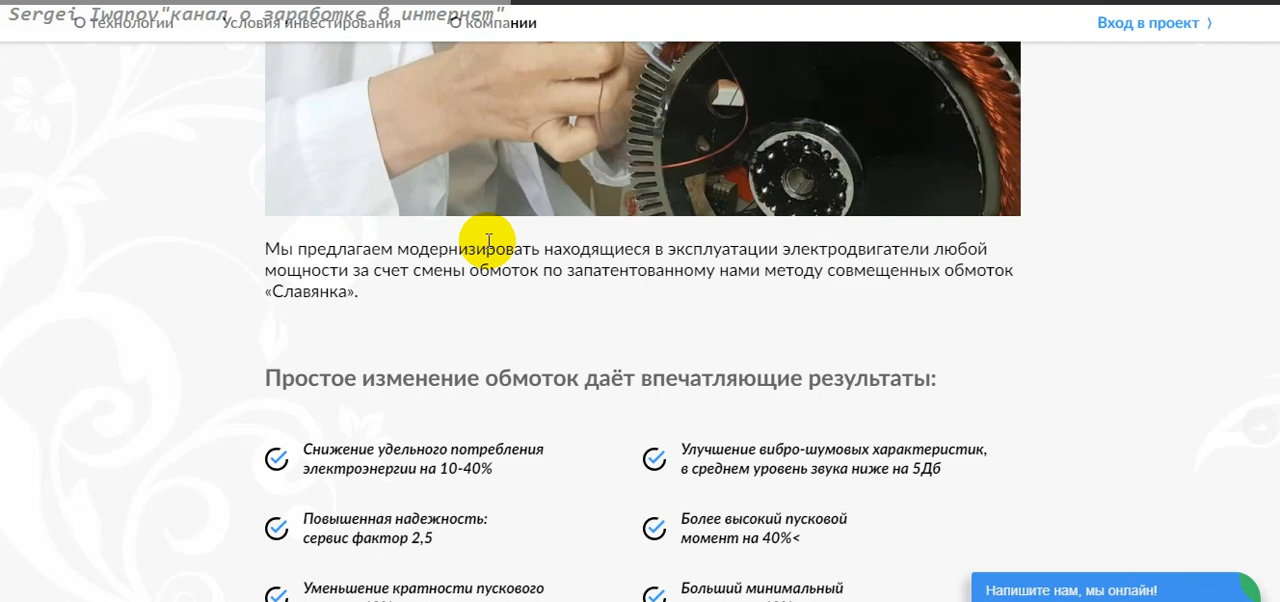 Sergei Iwanov"канал о заработке в интернет"
О технологии Условия инвестирования О компании Вход в проект
Мы предлагаем модернизировать находящиеся в эксплуатации электродвигатели любой
мощности за счет смены обмоток по запатентованному нами методу совмещенных обмоток
«Славянка».
Простое изменение обмоток даёт впечатляющие результаты:
Снижение удельного потребления
электроэнергии на 10-40%
Улучшение вибро-шумовых характеристик,
в среднем уровень звука ниже на 5Дб
Повышенная надежность:
сервис фактор 2,5
Более высокий пусковой
момент на 40%<
Уменьшение кратности пускового
Больший минимальный
Напишите нам, мы онлайн!